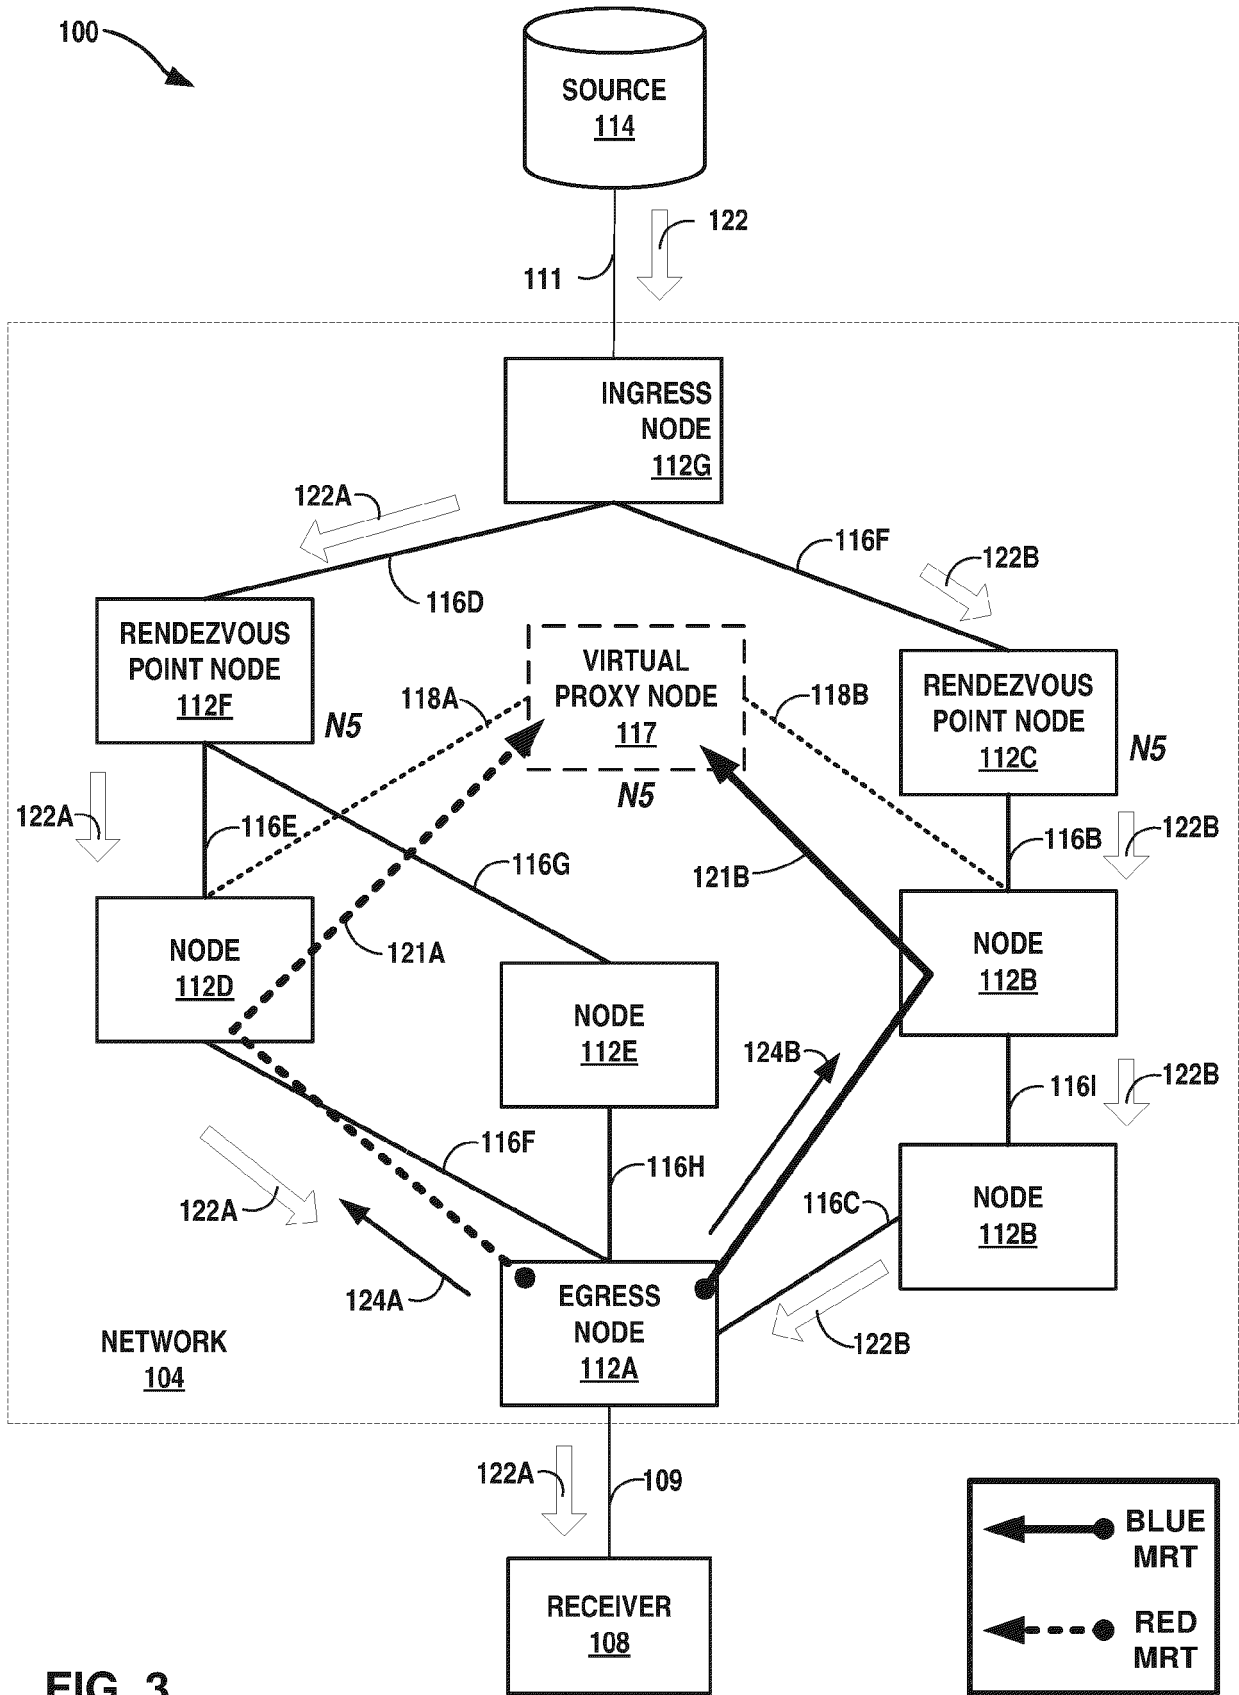 100
SOURCE
114
122
111
INGRESS
NODE
112G
122A
116F
122B
116D
RENDEZVOUS
POINT NODE
112F
N5
118A
VIRTUAL
PROXY NODE
117
N5
118B
RENDEZVOUS
POINT NODE
112C
N5
122A
116E
116G
121B
116B
122B
NODE
112D
121A
NODE
112E
NODE
112B
124B
116I
122B
116F
116H
122A
116C
NODE
112B
124A
EGRESS
NODE
112A
122B
NETWORK
104
122A
109
RECEIVER
108
BLUE
MRT
RED
MRT
FIG. 3